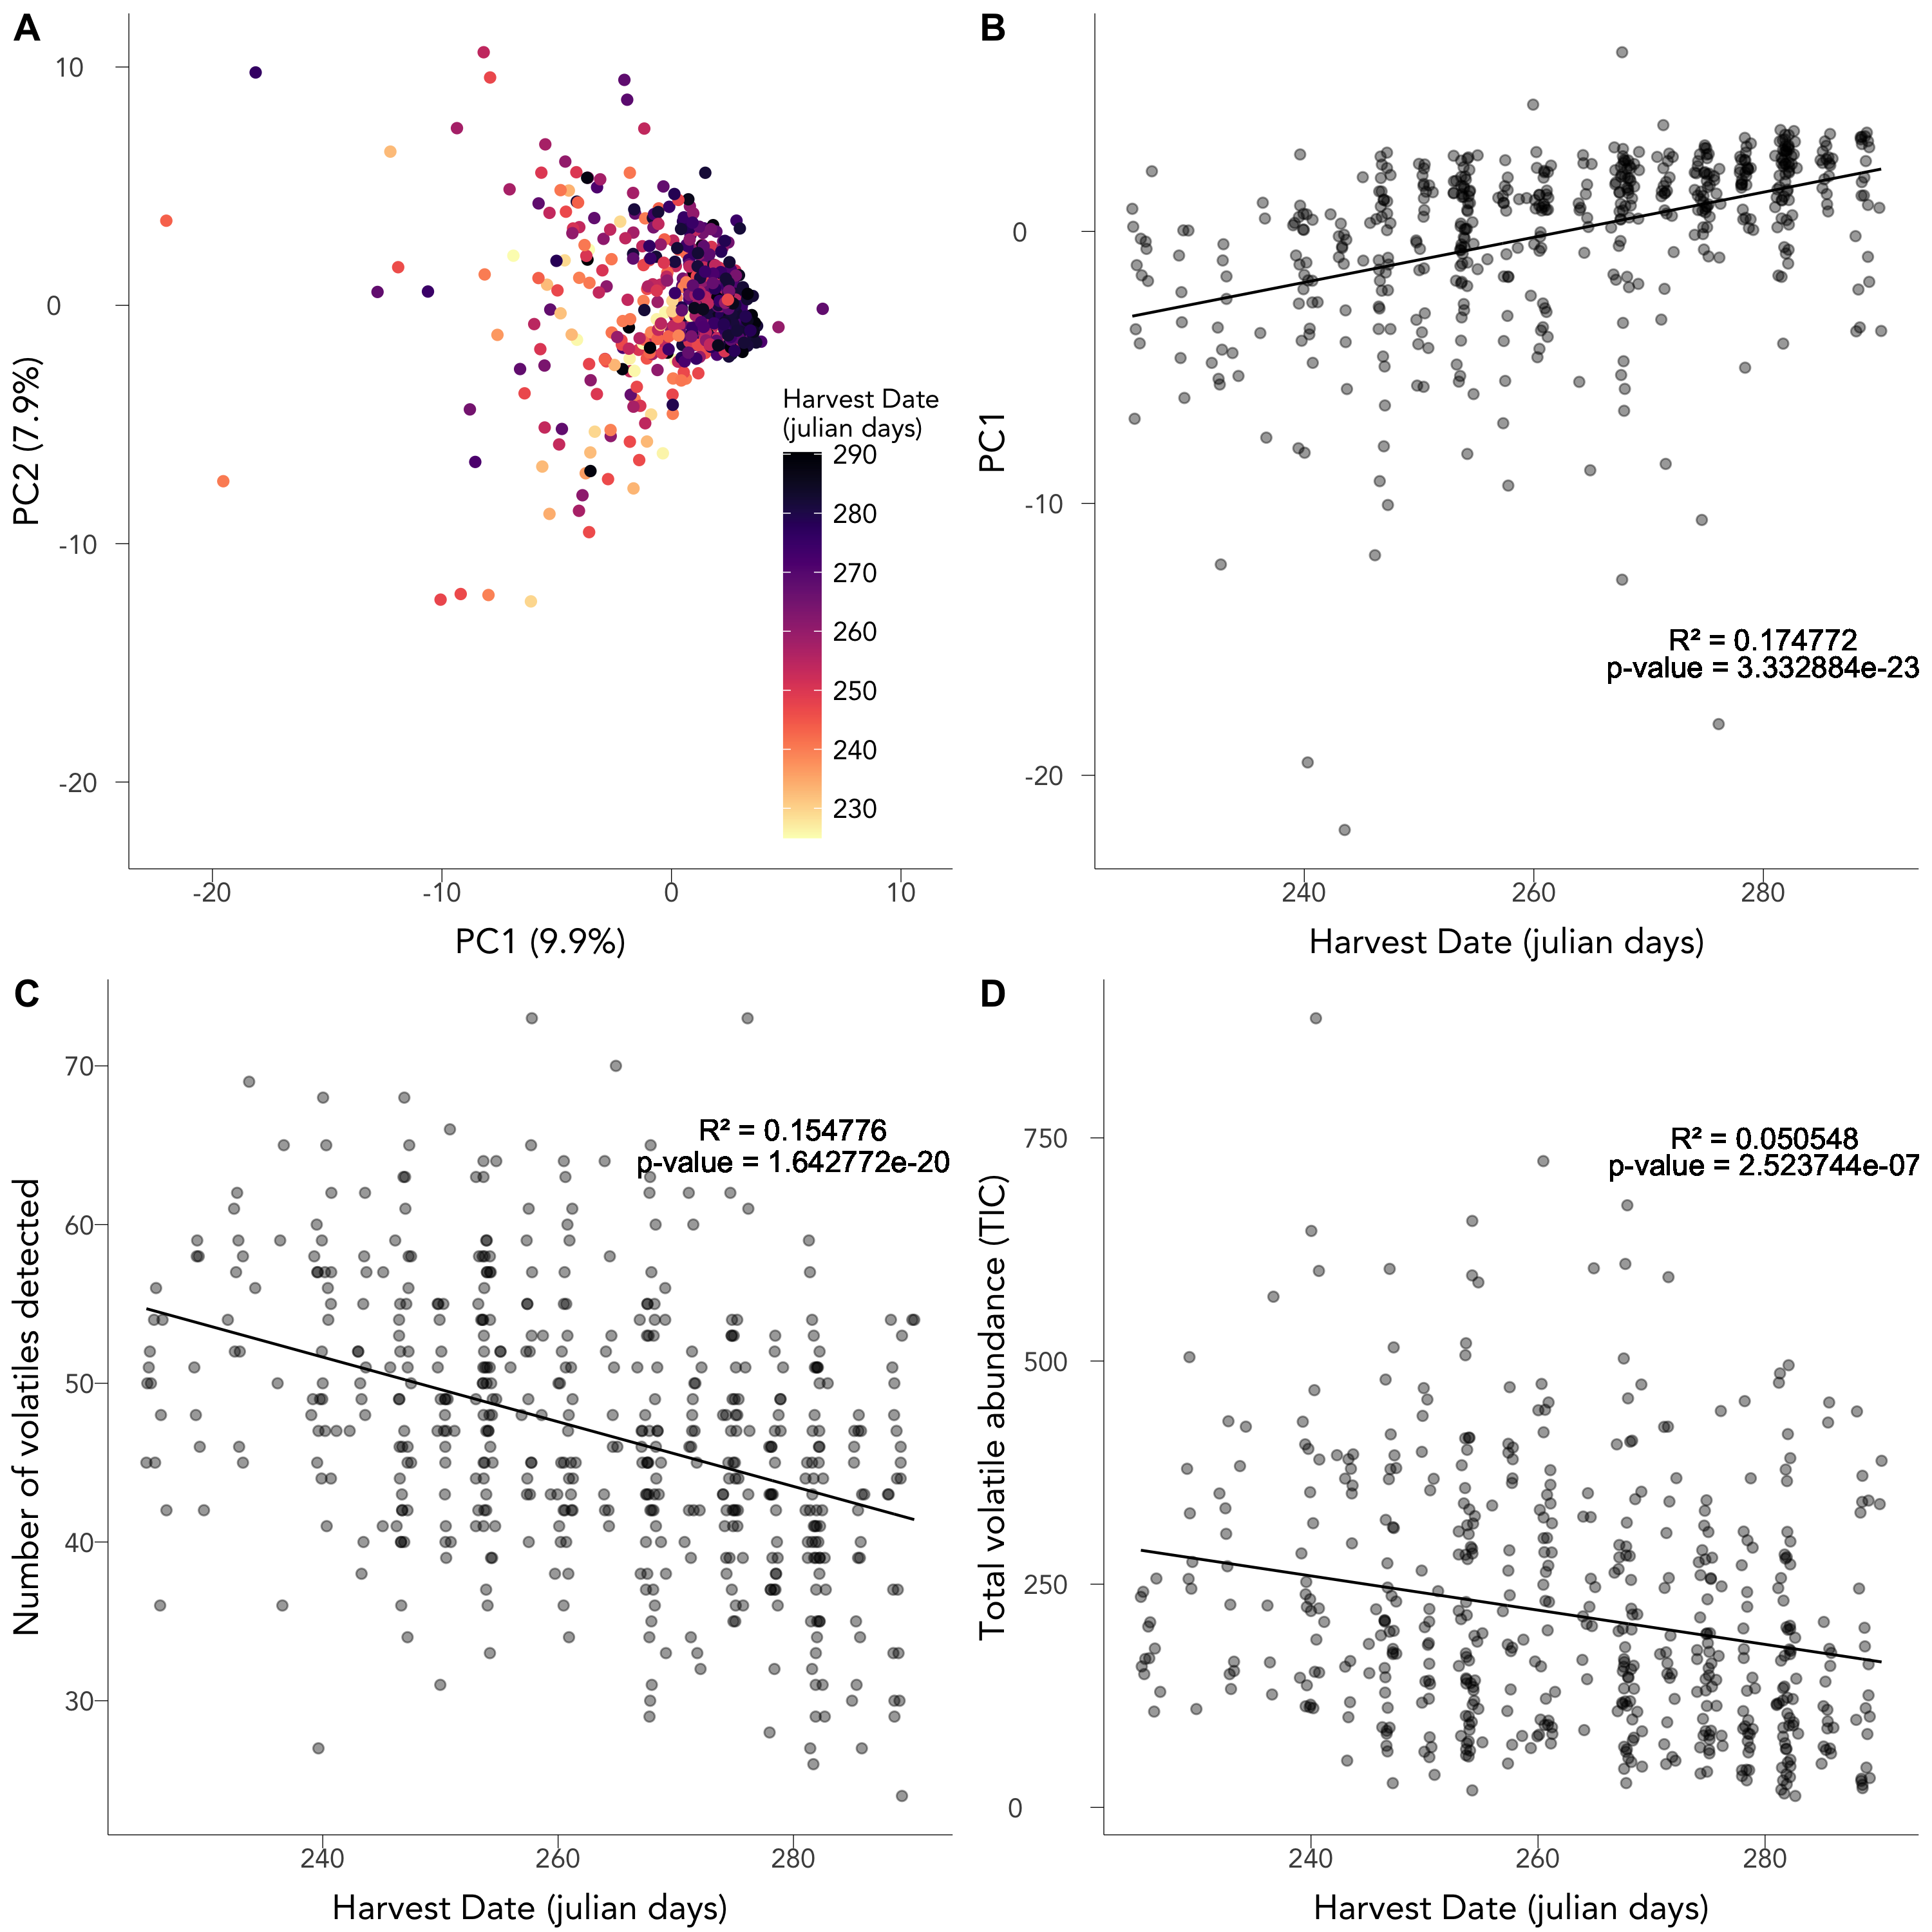 A
10
0
-10
-20
PC2 (7.9%)
-20
-10
0
10
PC1 (9.9%)
Harvest Date
(julian days)
290
280
270
260
250
240
230
B
0
-10
-20
PC1
R² = 0.174772
p-value = 3.332884e-23
240
260
280
Harvest Date (julian days)
C
70
60
50
40
30
Number of volatiles detected
R² = 0.154776
p-value = 1.642772e-20
240
260
280
Harvest Date (julian days)
D
750
500
250
0
Total volatile abundance (TIC)
R² = 0.050548
p-value = 2.523744e-07
240
260
280
Harvest Date (julian days)